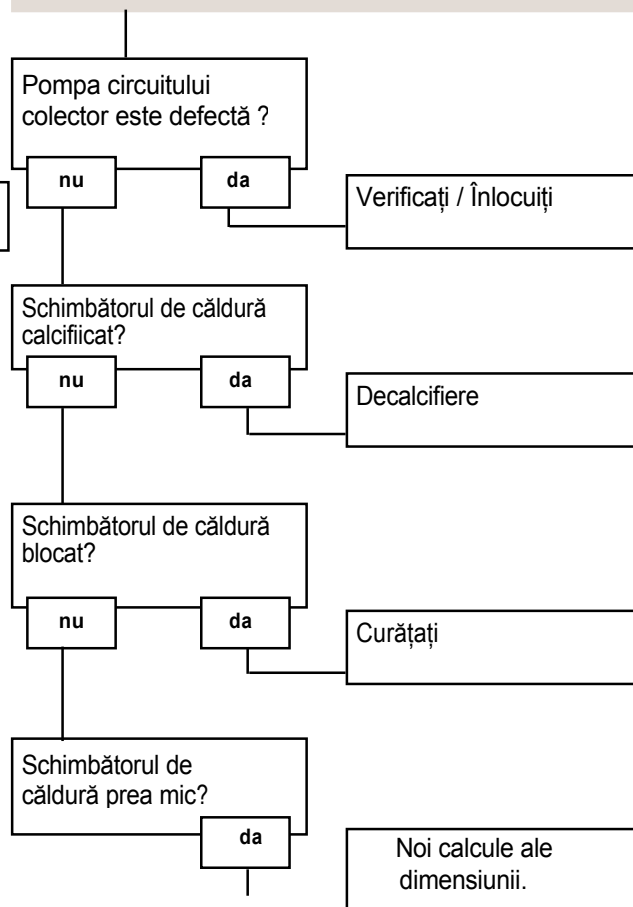 Pompa circuitului
colector este defectă ?
nu
da
Verificați / Înlocuiți
Schimbătorul de căldură
calcifiicat?
nu
da
Decalcifiere
Schimbătorul de căldură
blocat?
nu
da
Curățați
Schimbătorul de
căldură prea mic?
da
Noi calcule ale
dimensiunii.